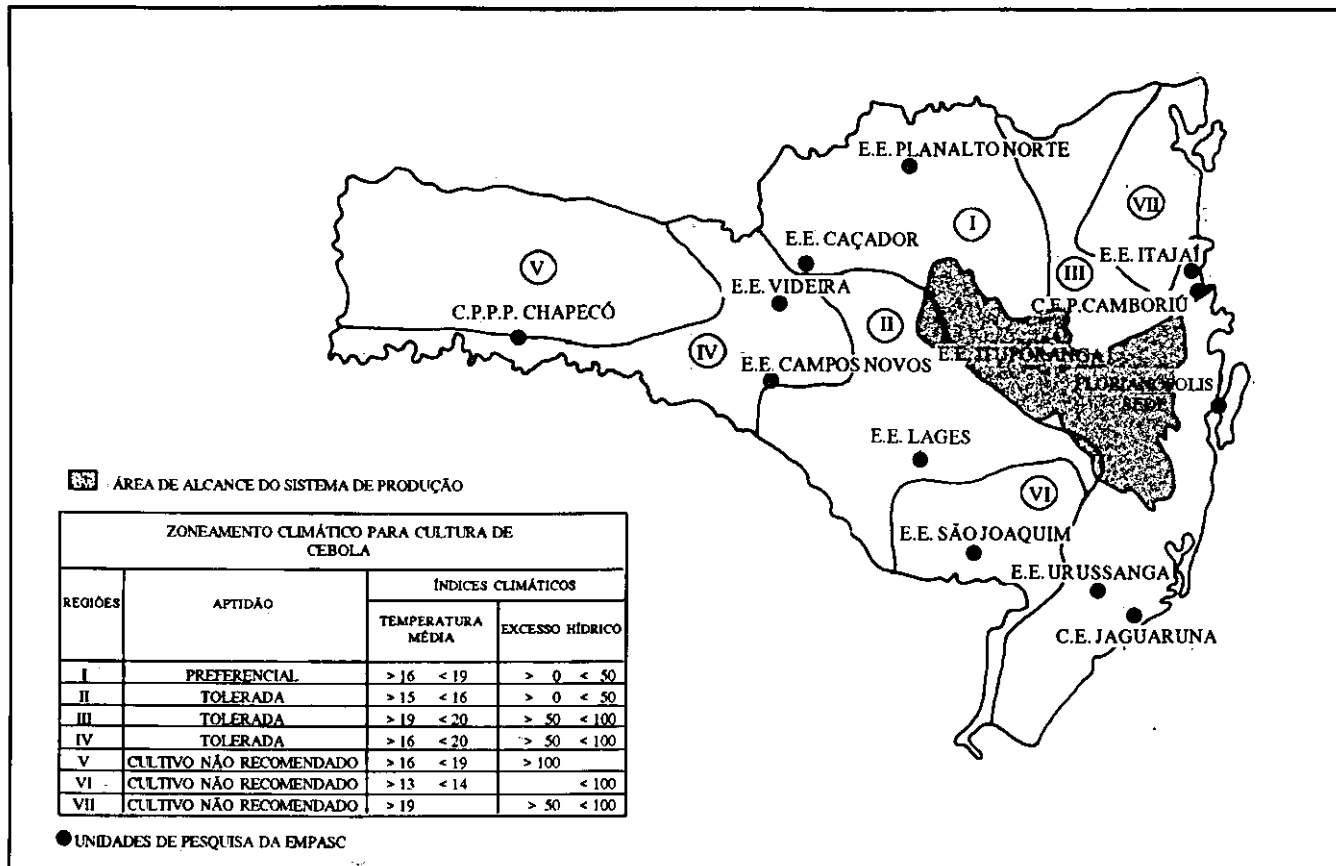 E.E. PLANALTO NORTE
VII
I
E.E. CAÇADOR
E.E. ITAJAÍ
V
III
E.E. VIDEIRA
C.E.P. CAMBORIÚ
C.P.P.P. CHAPECÓ
II
IV
E.E. ITUPORANGA
E.E. CAMPOS NOVOS
FLORIANÓPOLIS
SEDE
E.E. LAGES
II
VI
ÁREA DE ALCANCE DO SISTEMA DE PRODUÇÃO
E.E. SÃO JOAQUIM
E.E. URUSSANGA
C.E. JAGUARUNA
ZONEAMENTO CLIMÁTICO PARA CULTURA DE
CEBOLA
REGIÕES APTIDÃO ÍNDICES CLIMÁTICOS
TEMPERATURA MÉDIA EXCESSO HÍDRICO
I PREFERENCIAL > 16 < 19 > 0 < 50
II TOLERADA > 15 < 16 > 0 < 50
III TOLERADA > 19 < 20 > 50 < 100
IV TOLERADA > 16 < 20 > 50 < 100
V CULTIVO NÃO RECOMENDADO > 16 < 19 > 100
VI CULTIVO NÃO RECOMENDADO > 13 < 14 < 100
VII CULTIVO NÃO RECOMENDADO > 19 > 50 < 100
UNIDADES DE PESQUISA DA EMPASC